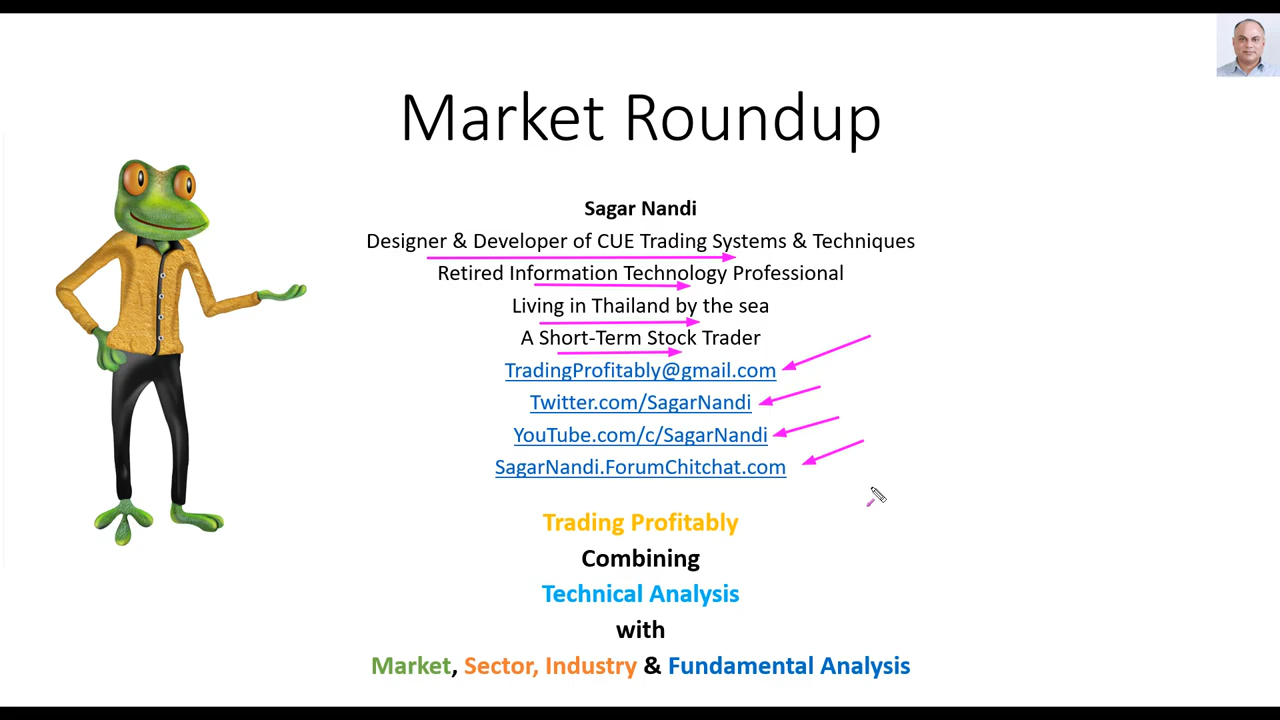 Market Roundup
Sagar Nandi
Designer & Developer of CUE Trading Systems & Techniques
Retired Information Technology Professional
Living in Thailand by the sea
A Short-Term Stock Trader
TradingProfitably@gmail.com
Twitter.com/SagarNandi
YouTube.com/c/SagarNandi
SagarNandi.ForumChitchat.com
Trading Profitably
Combining
Technical Analysis
with
Market, Sector, Industry & Fundamental Analysis